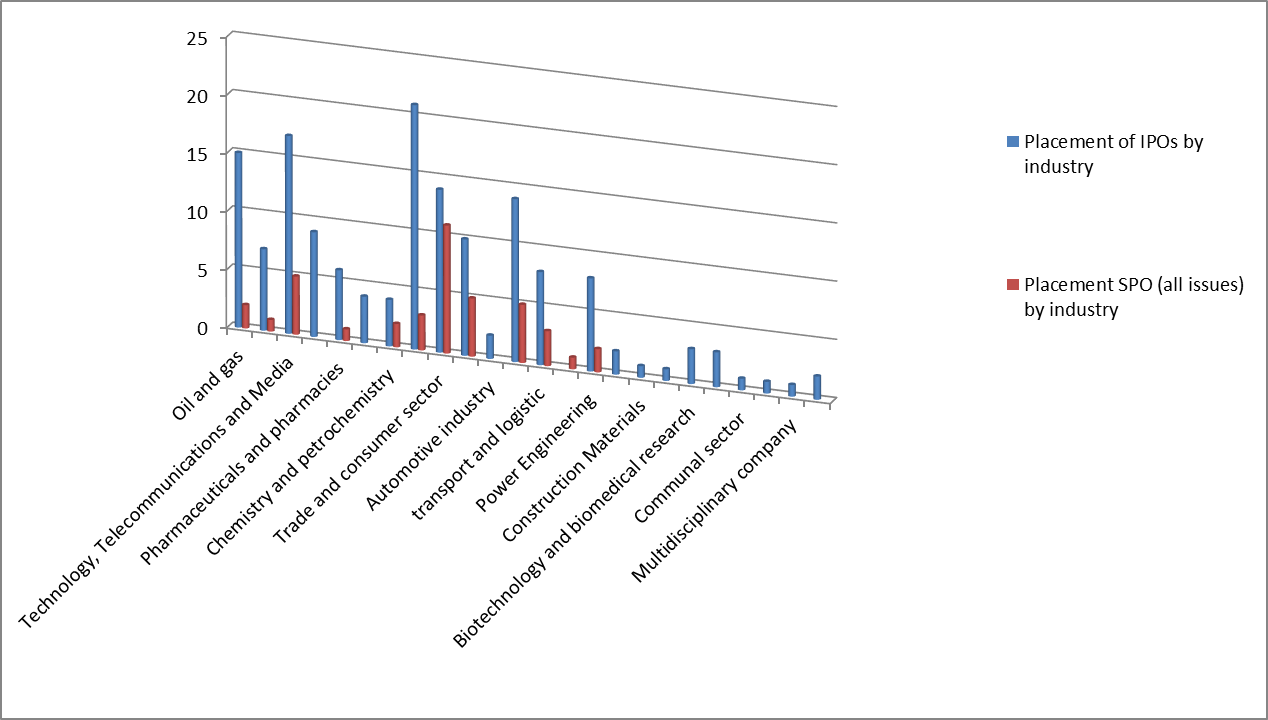 25
20
15
10
5
0
Oil and gas
Technology, Telecommunications and Media
Pharmaceuticals and pharmacies
Chemistry and petrochemistry
Trade and consumer sector
Automotive industry
transport and logistic
Power Engineering
Construction Materials
Biotechnology and biomedical research
Communal sector
Multidisciplinary company
Placement of IPOs by
industry
Placement SPO (all issues)
by industry